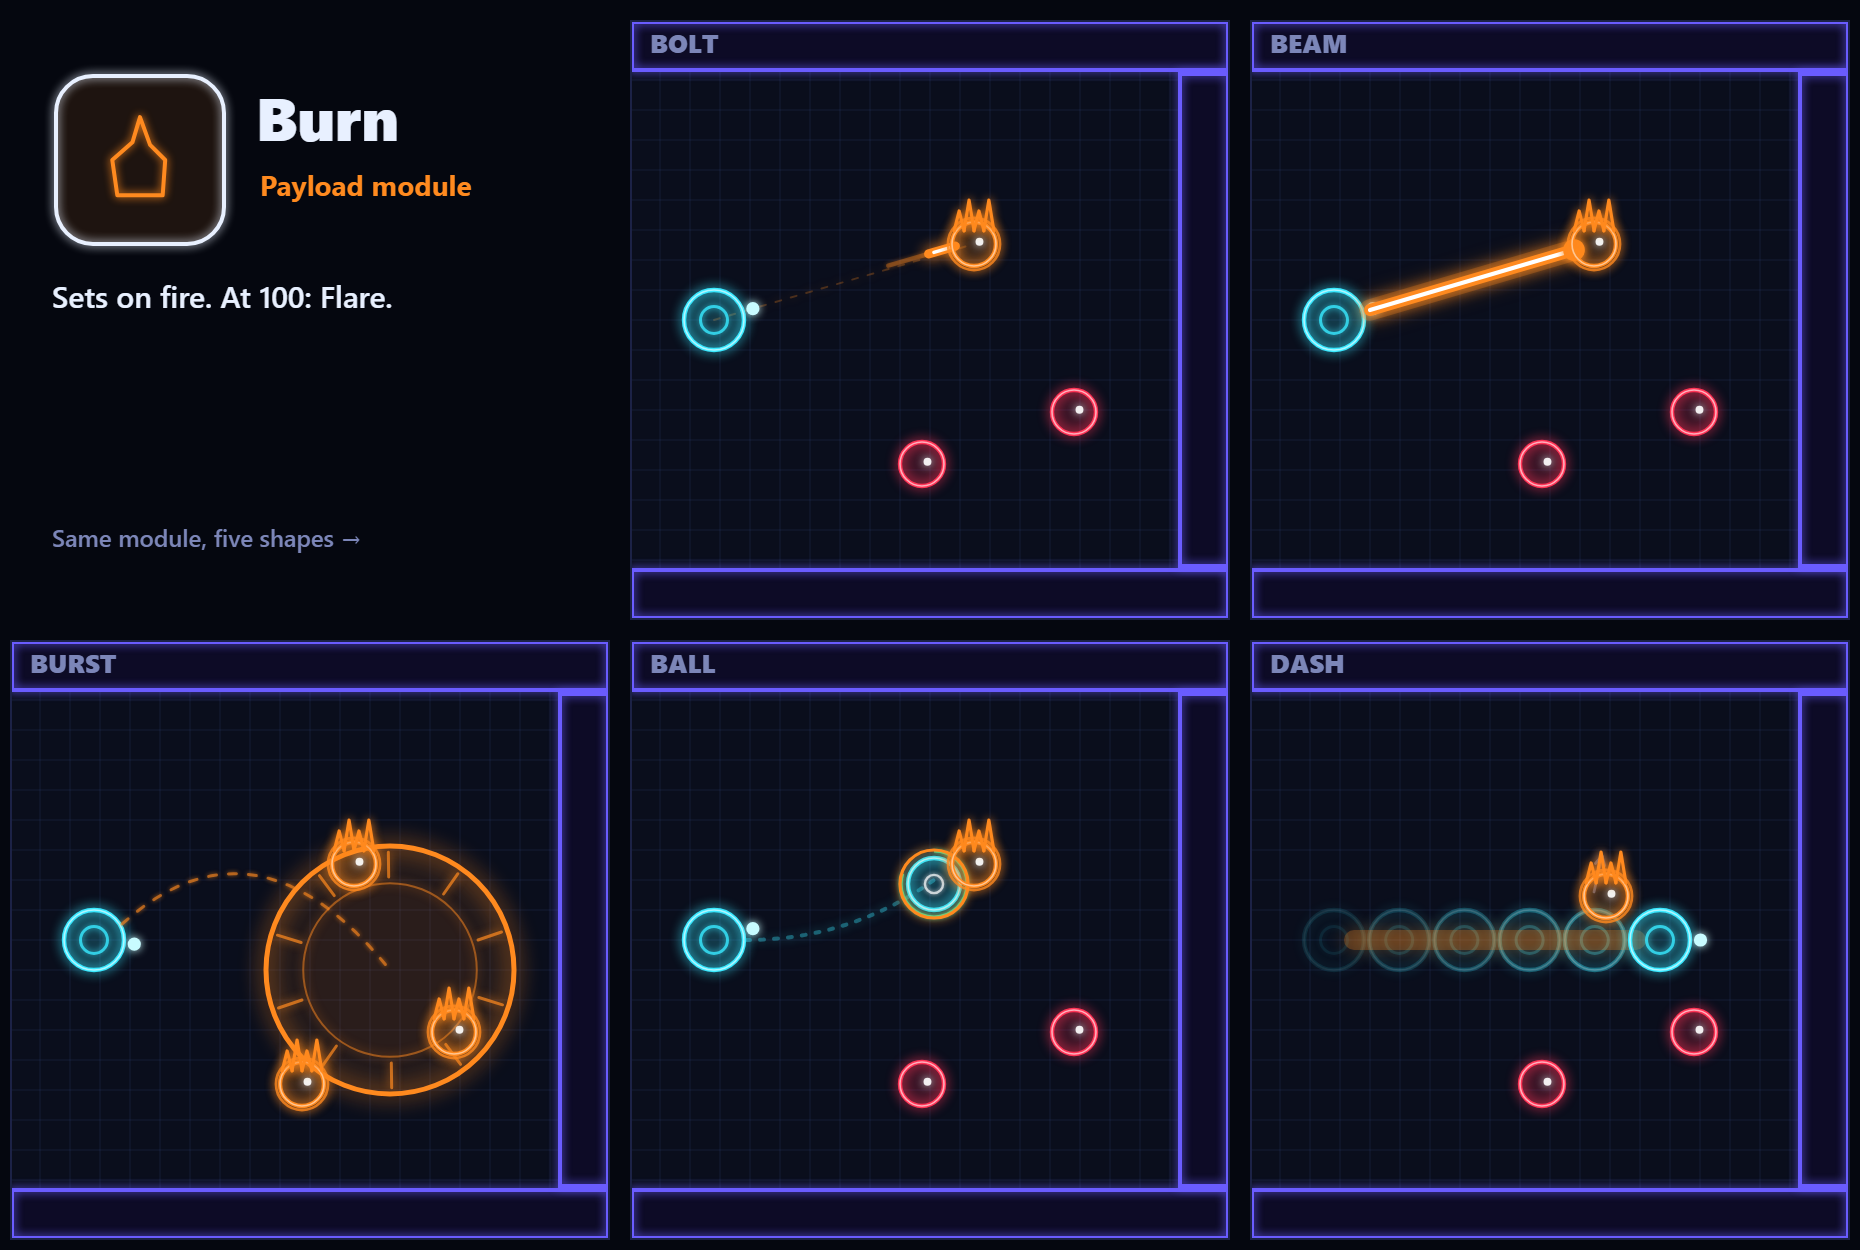 Burn
Payload module
Sets on fire. At 100: Flare.
Same module, five shapes →
BOLT
BEAM
BURST
BALL
DASH